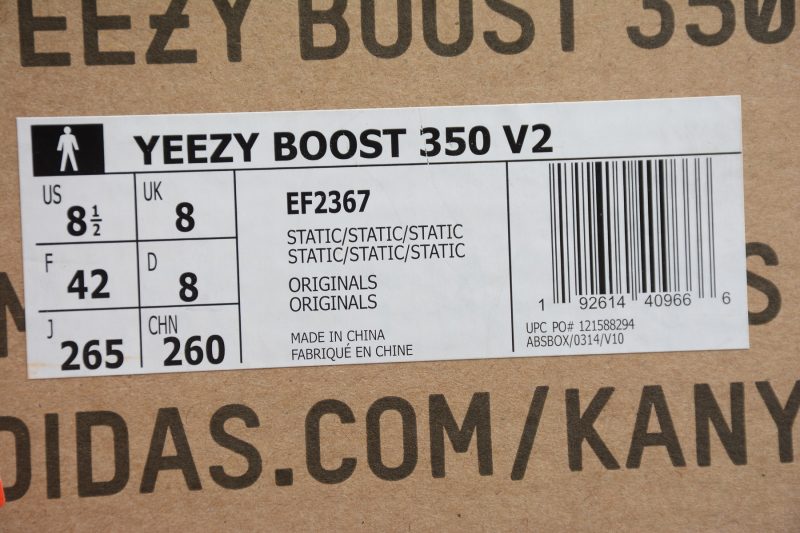 EEZY BOOST 350
YEEZY BOOST 350 V2
US 8 1/2 UK 8
F 42 D 8
J 265 CHN 260
EF2367
STATIC/STATIC/STATIC
STATIC/STATIC/STATIC
ORIGINALS
ORIGINALS
MADE IN CHINA
FABRIQUÉ EN CHINE
1 92614 40966 6
UPC PO# 121588294
ABSBOX/0314/V10
S
DIDAS.COM/KANY